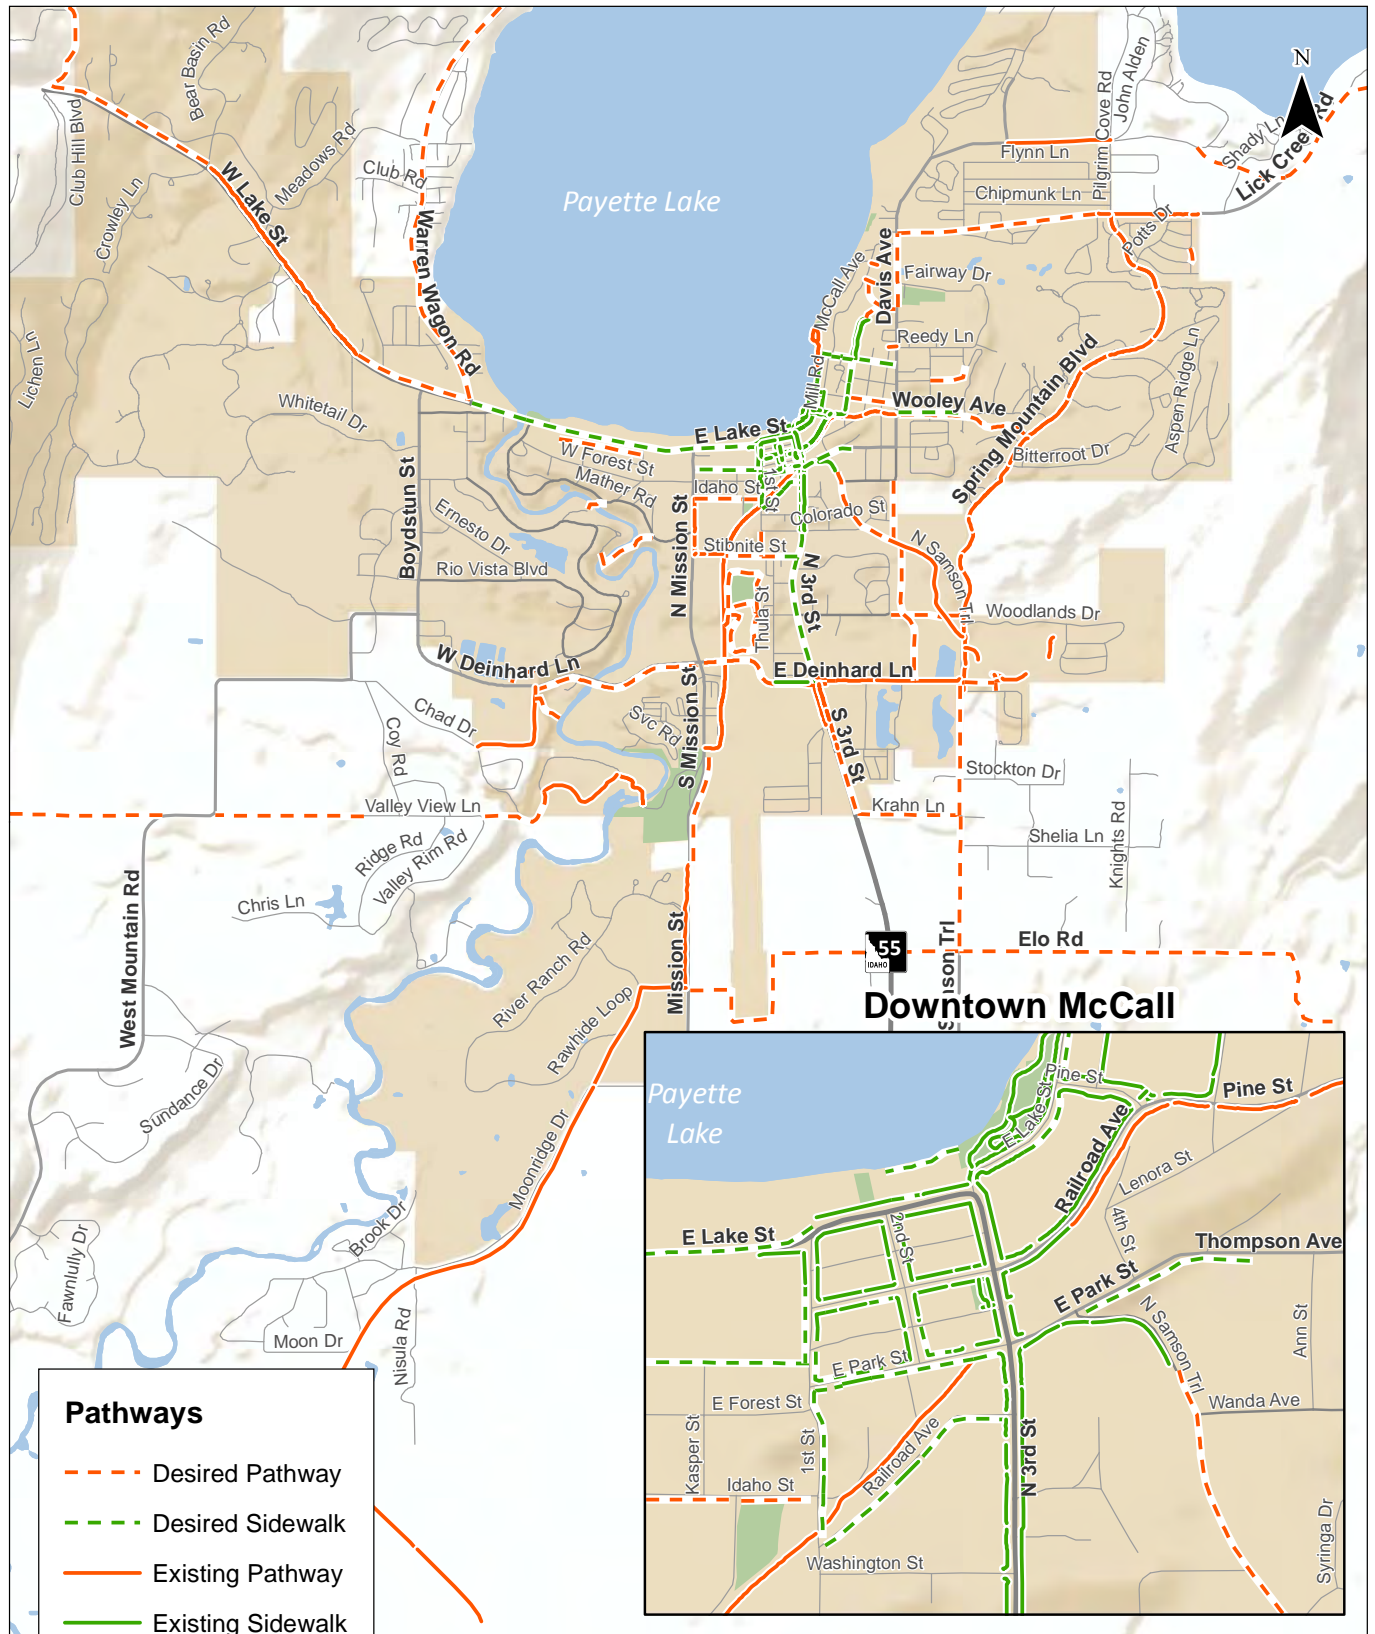 N
Bear Basin Rd
Club Hill Blvd
Crowley Ln
Meadows Rd
Club Rd
W Lake St
Warren Wagon Rd
Lichen Ln
Payette Lake
Flynn Ln
Pilgrim Cove Rd
John Alden
Shady Ln
Chipmunk Ln
Potts Dr
McCall Ave
Davis Ave
Fairway Dr
Reedy Ln
Mill Rd
Wooley Ave
Spring Mountain Blvd
Aspen Ridge Ln
Bitterroot Dr
E Lake St
Whitetail Dr
Boydstun St
W Forest St
Mather Rd
Idaho St
1st St
Colorado St
Ernesto Dr
Rio Vista Blvd
N Mission St
Stibnite St
N 3rd St
Thula St
N Samson Trl
Woodlands Dr
W Deinhard Ln
E Deinhard Ln
Chad Dr
Coy Rd
Svc Rd
S Mission St
S 3rd St
Stockton Dr
Krahn Ln
Knights Rd
Shelia Ln
Valley View Ln
Ridge Rd
Valley Rim Rd
Chris Ln
West Mountain Rd
River Ranch Rd
Rawhide Loop
Mission St
55
IDAHO
Elo Rd
Sundance Dr
Moonridge Dr
Brook Dr
Fawnlully Dr
Moon Dr
Nisula Rd
Downtown McCall
Payette
Lake
Pine St
E Lake St
Pine St
Railroad Ave
Lenora St
4th St
E Lake St
2nd St
Thompson Ave
E Park St
E Park St
N Samson Trl
Ann St
E Forest St
Wanda Ave
Kasper St
1st St
Railroad Ave
N 3rd St
Idaho St
Washington St
Syringa Dr
Pathways
Desired Pathway
Desired Sidewalk
Existing Pathway
Existing Sidewalk